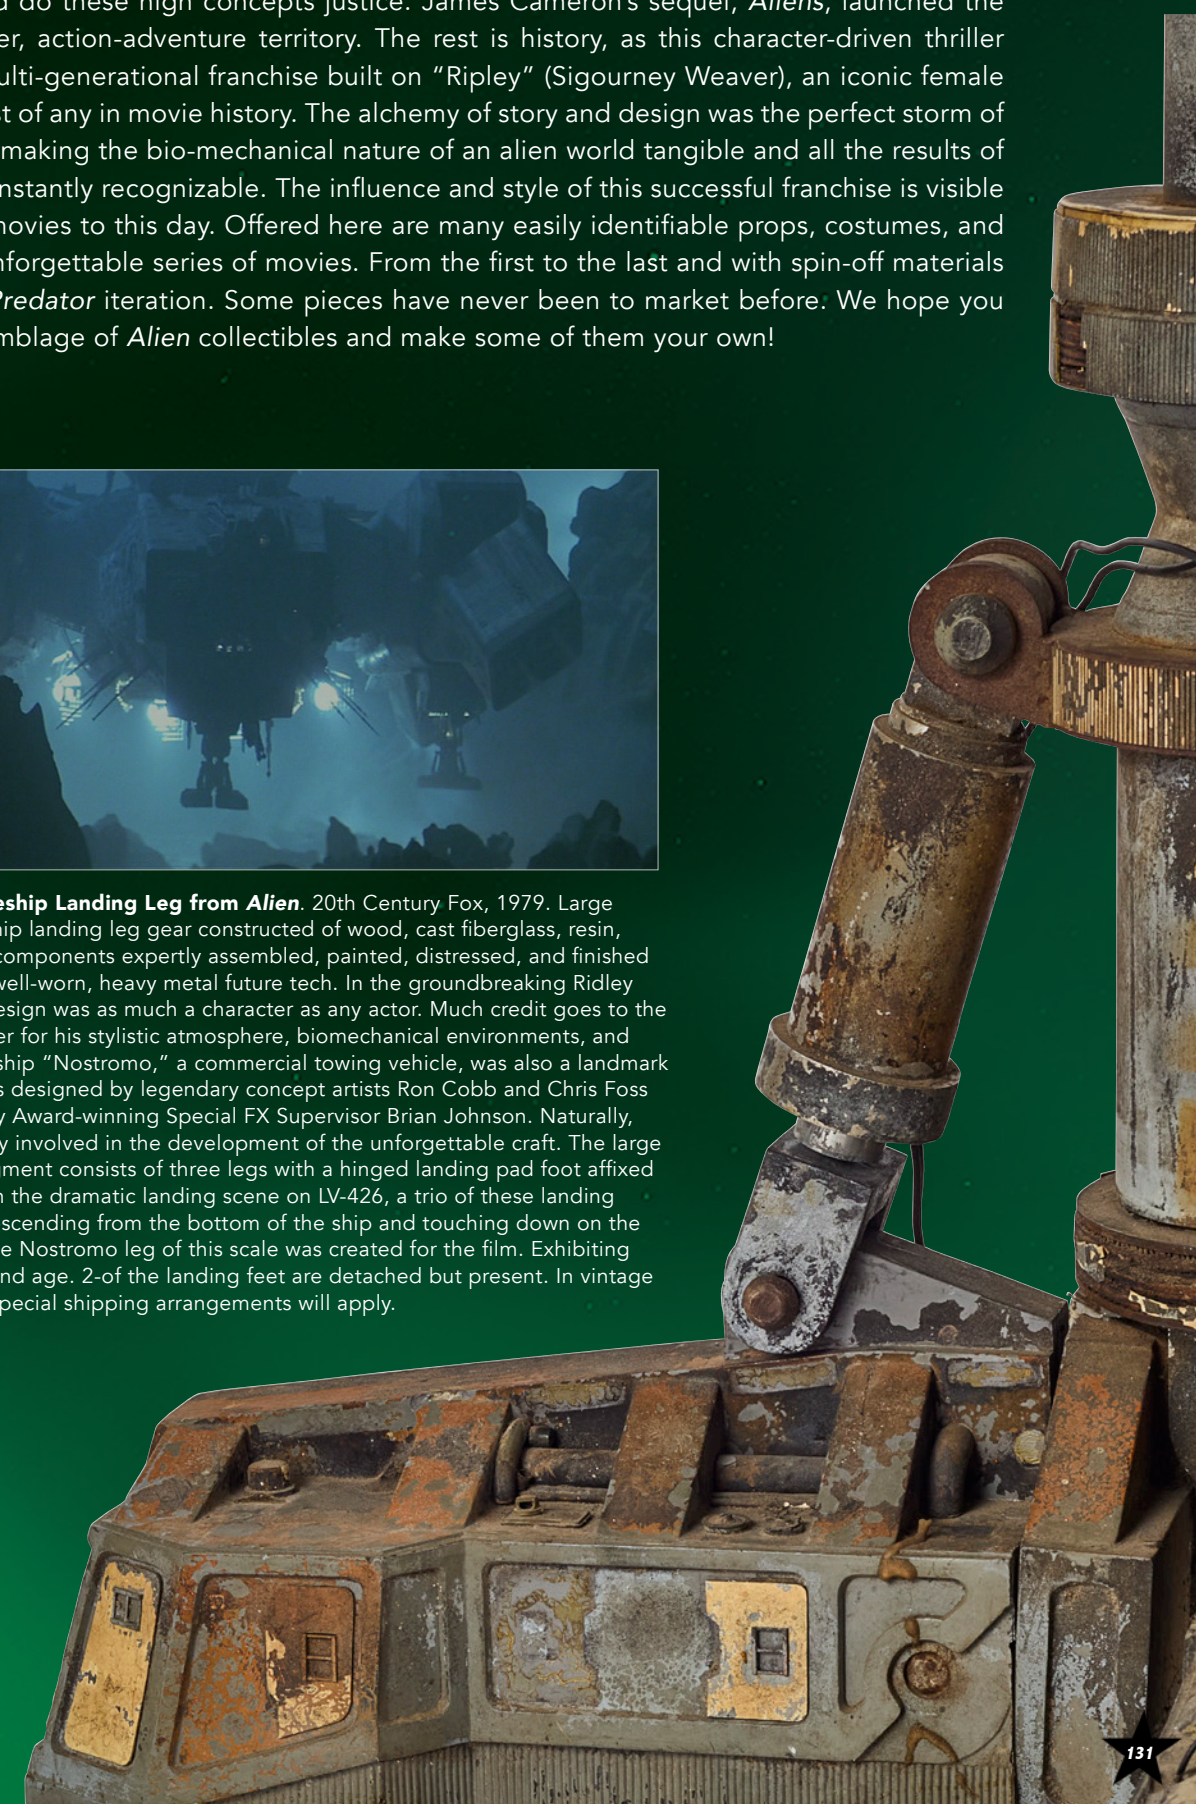 do these high concepts justice. James Cameron's sequel, Aliens, launched the
er, action-adventure territory. The rest is history, as this character-driven thriller
ulti-generational franchise built on “Ripley” (Sigourney Weaver), an iconic female
st of any in movie history. The alchemy of story and design was the perfect storm of
making the bio-mechanical nature of an alien world tangible and all the results of
nstantly recognizable. The influence and style of this successful franchise is visible
movies to this day. Offered here are many easily identifiable props, costumes, and
nforgettable series of movies. From the first to the last and with spin-off materials
Predator iteration. Some pieces have never been to market before. We hope you
mblage of Alien collectibles and make some of them your own!
eship Landing Leg from Alien. 20th Century Fox, 1979. Large
hip landing leg gear constructed of wood, cast fiberglass, resin,
components expertly assembled, painted, distressed, and finished
well-worn, heavy metal future tech. In the groundbreaking Ridley
esign was as much a character as any actor. Much credit goes to the
er for his stylistic atmosphere, biomechanical environments, and
ship “Nostromo,” a commercial towing vehicle, was also a landmark
s designed by legendary concept artists Ron Cobb and Chris Foss
y Award-winning Special FX Supervisor Brian Johnson. Naturally,
y involved in the development of the unforgettable craft. The large
gment consists of three legs with a hinged landing pad foot affixed
n the dramatic landing scene on LV-426, a trio of these landing
scending from the bottom of the ship and touching down on the
e Nostromo leg of this scale was created for the film. Exhibiting
nd age. 2-of the landing feet are detached but present. In vintage
pecial shipping arrangements will apply.
131